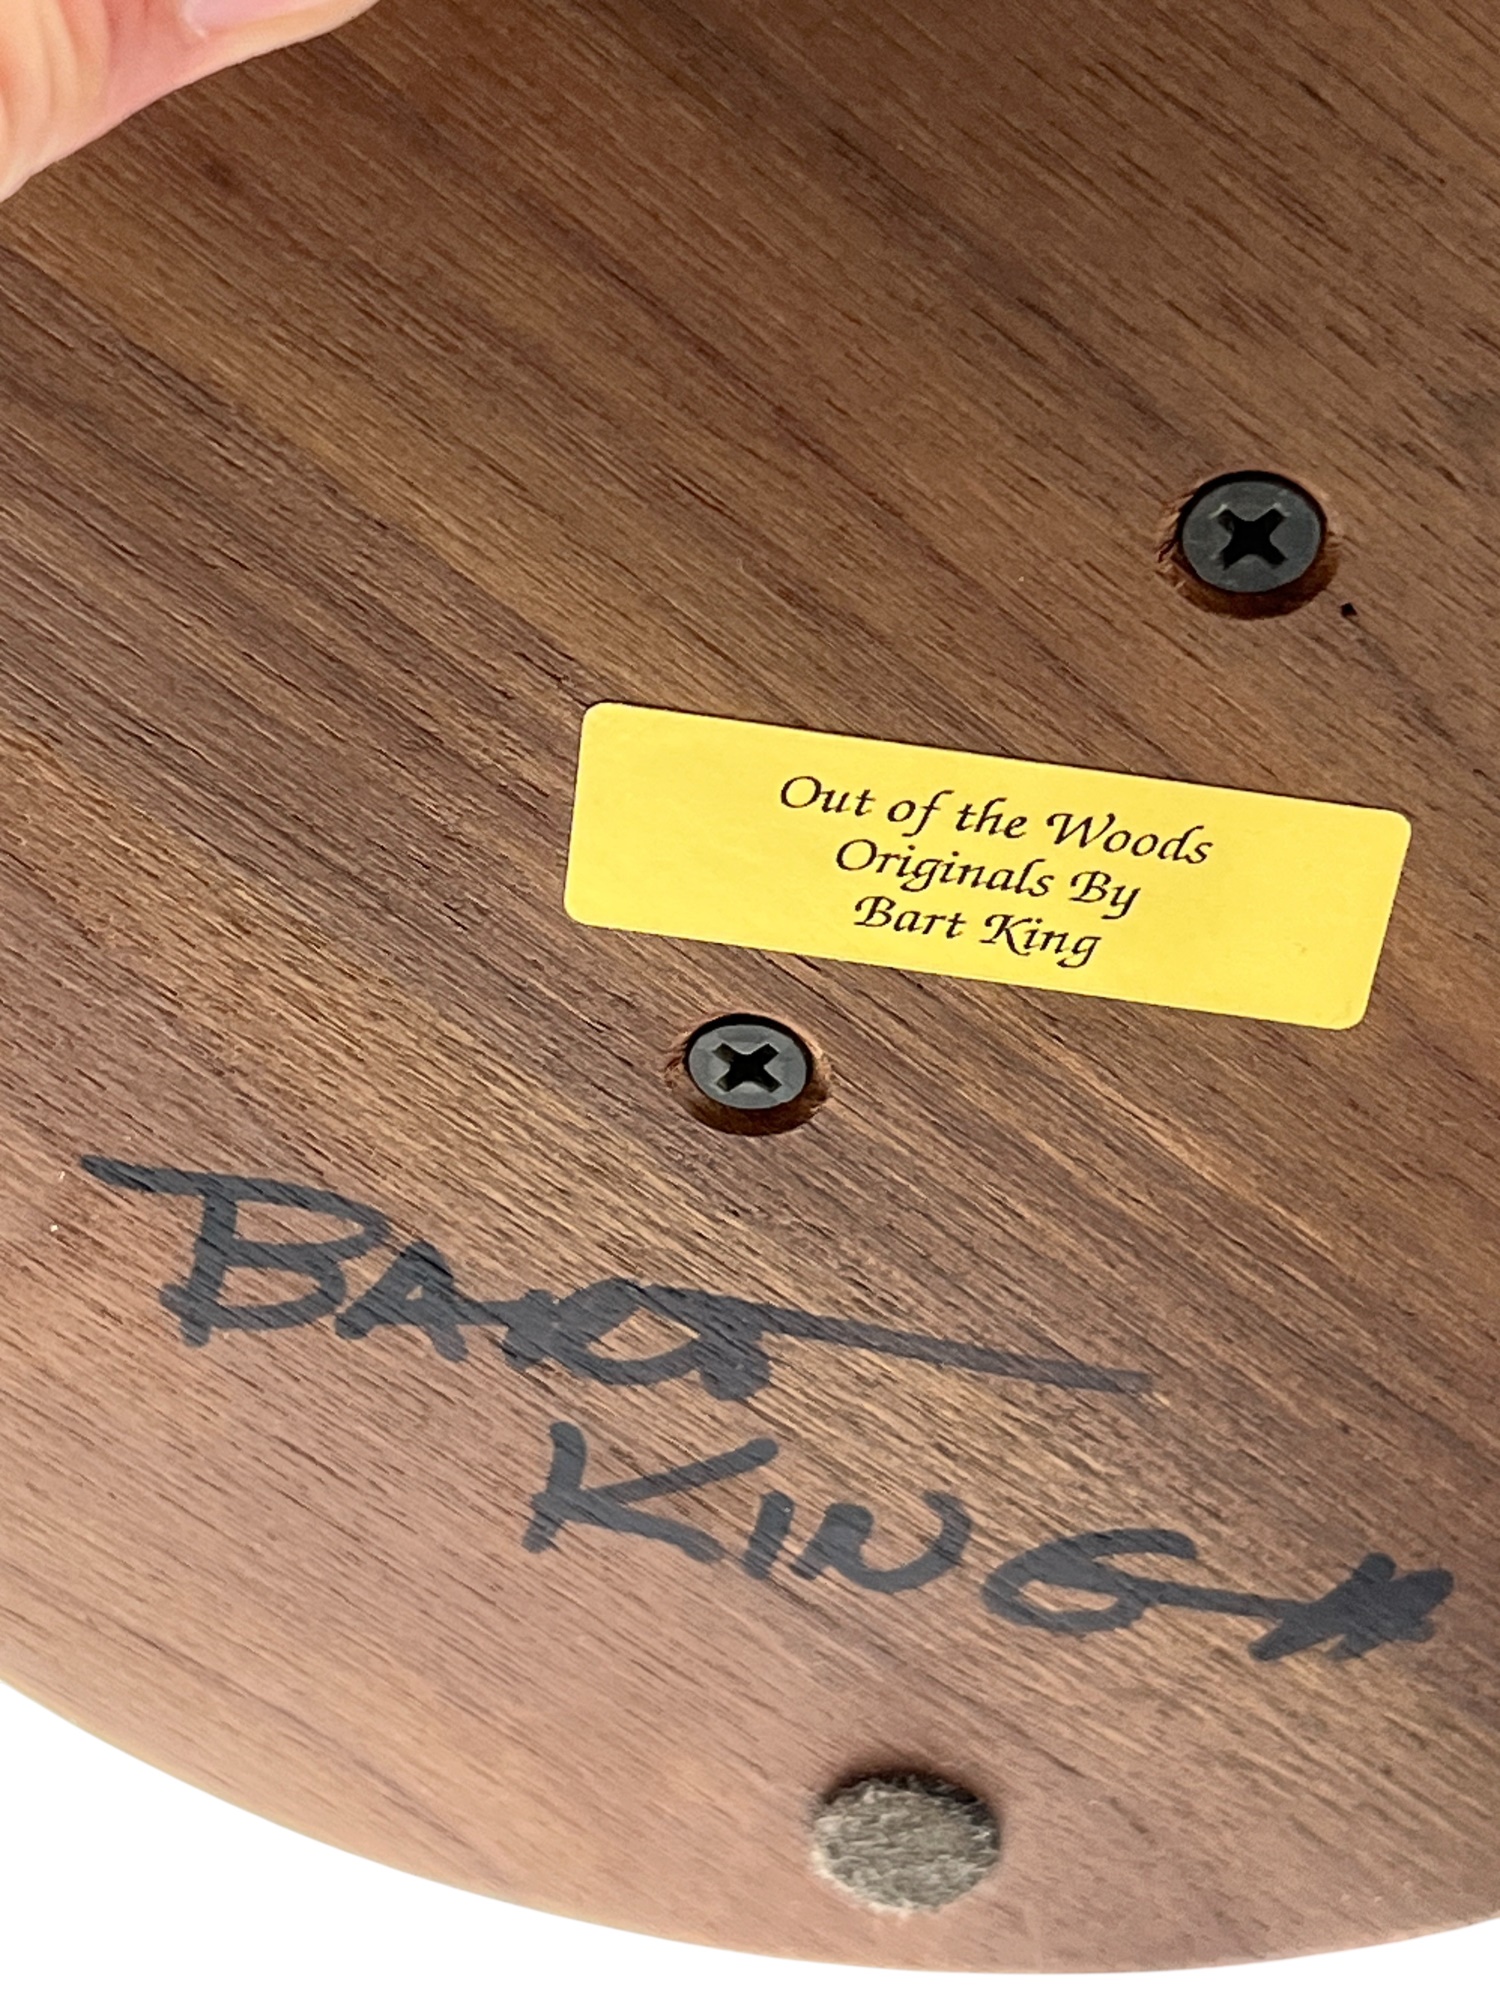 Out of the Woods
Originals By
Bart King
BART
KING